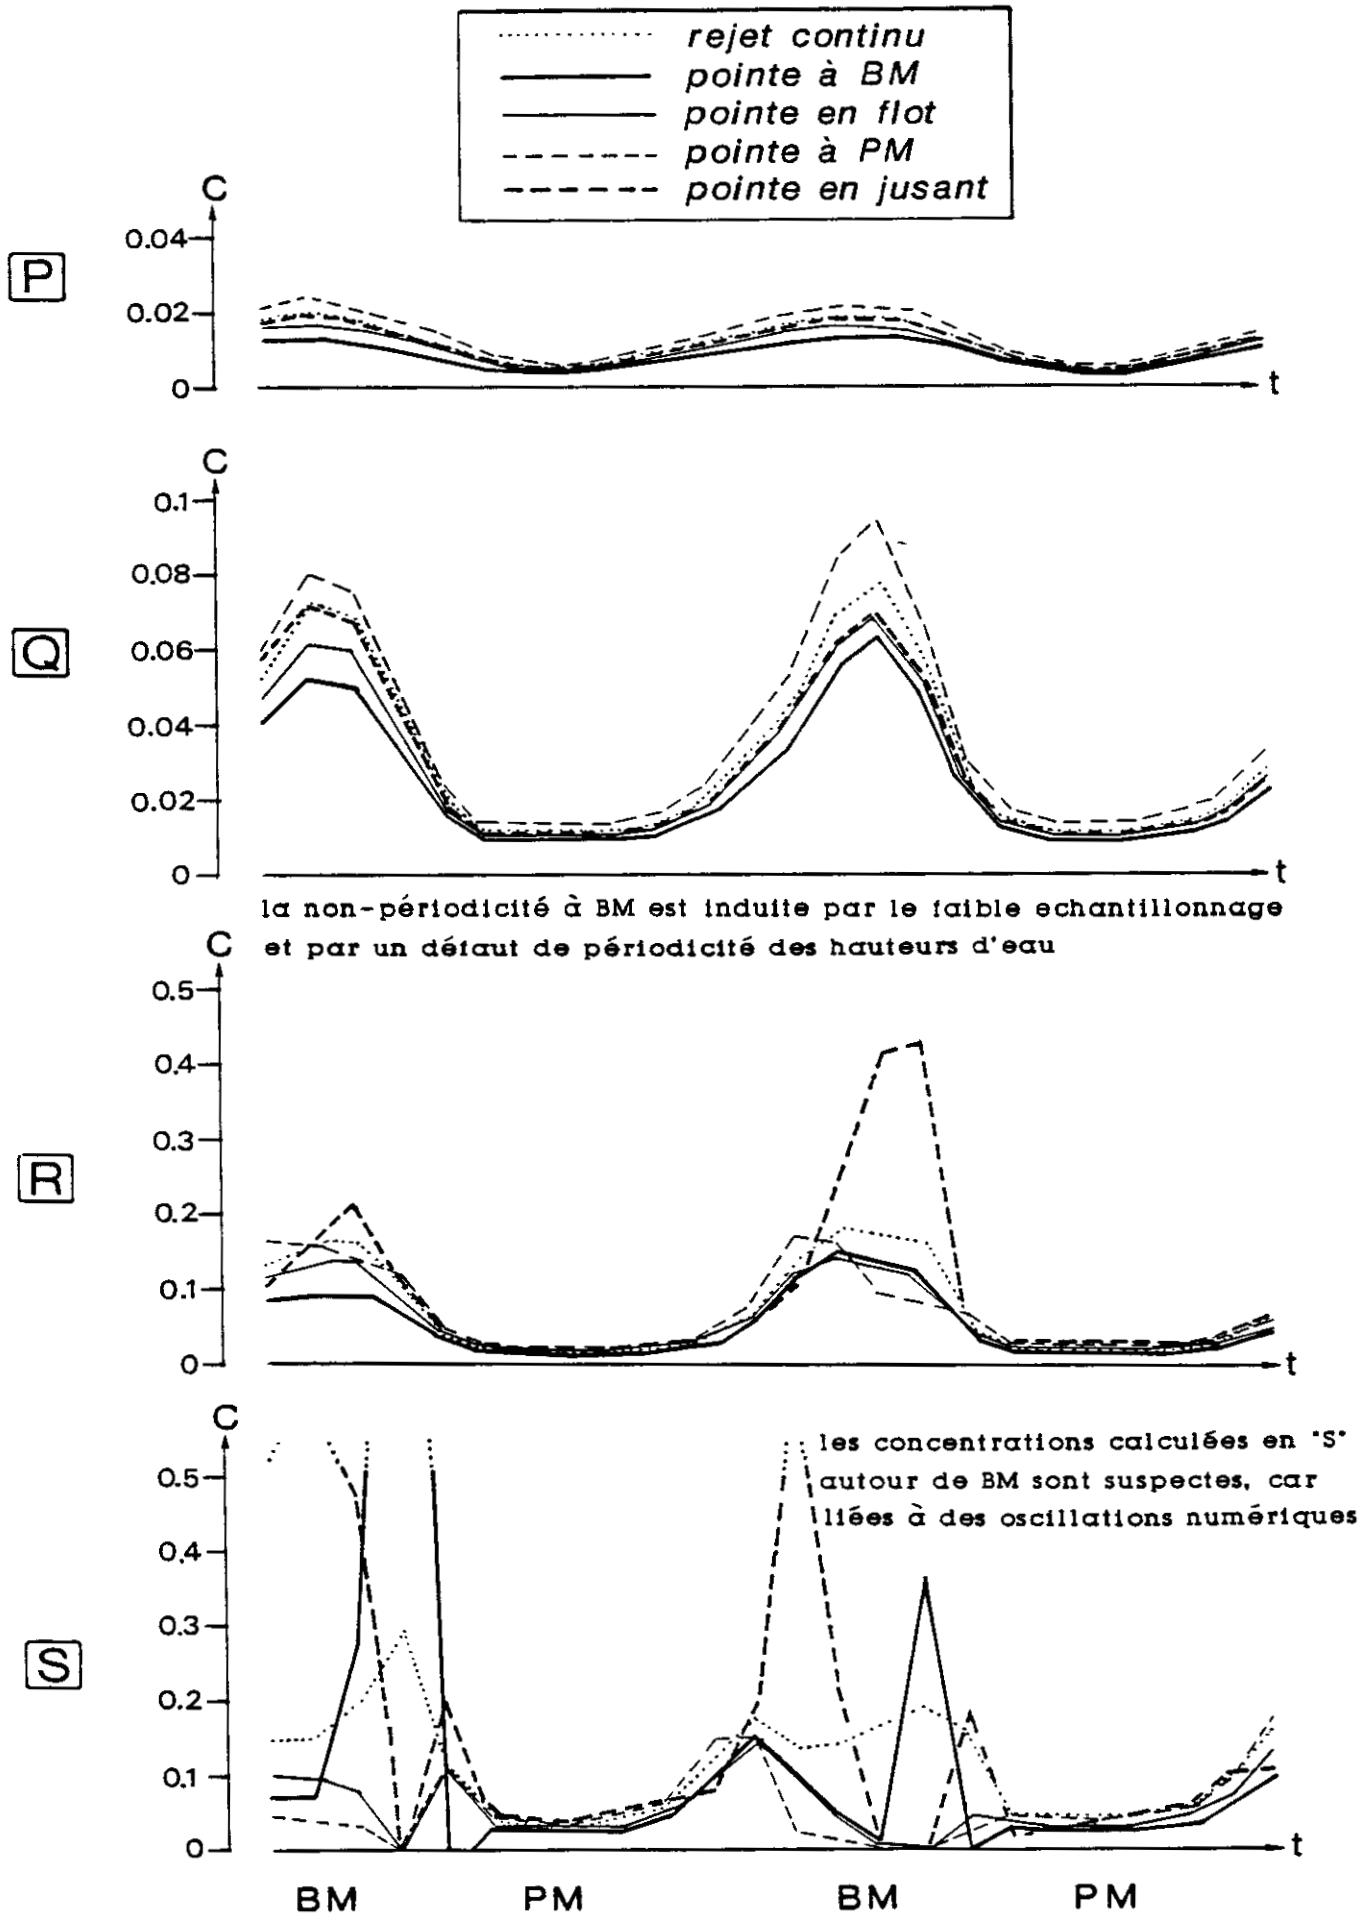 rejet continu
pointe à BM
pointe en flot
pointe à PM
pointe en jusant
C
0.04
P
0.02
0
t
C
0.1
0.08
Q
0.06
0.04
0.02
0
t
la non-périodicité à BM est induite par le faible echantillonnage
et par un défaut de périodicité des hauteurs d'eau
C
0.5
0.4
0.3
R
0.2
0.1
0
t
C
les concentrations calculées en "S"
0.5
autour de BM sont suspectes, car
liées à des oscillations numériques
0.4
0.3
S
0.2
0.1
0
t
BM PM BM PM